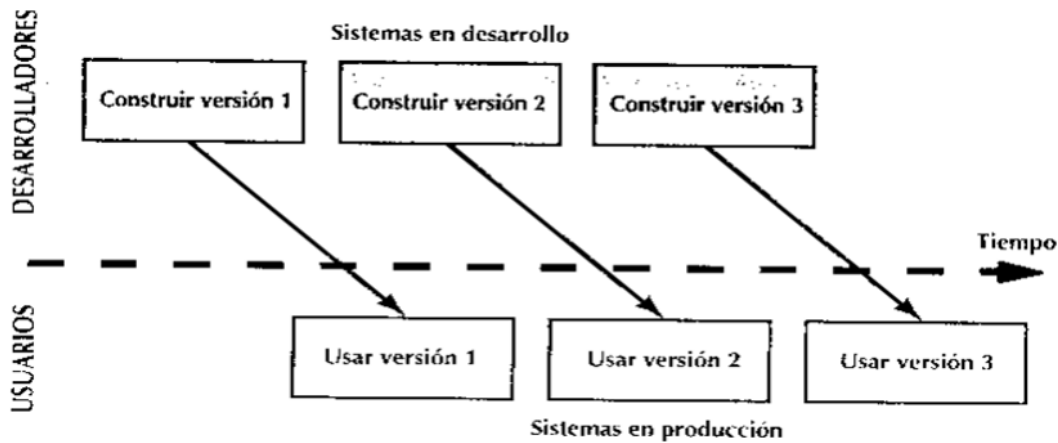 DESARROLLADORES
Sistemas en desarrollo
Construir versión 1
Construir versión 2
Construir versión 3
Tiempo
USUARIOS
Usar versión 1
Usar versión 2
Usar versión 3
Sistemas en producción